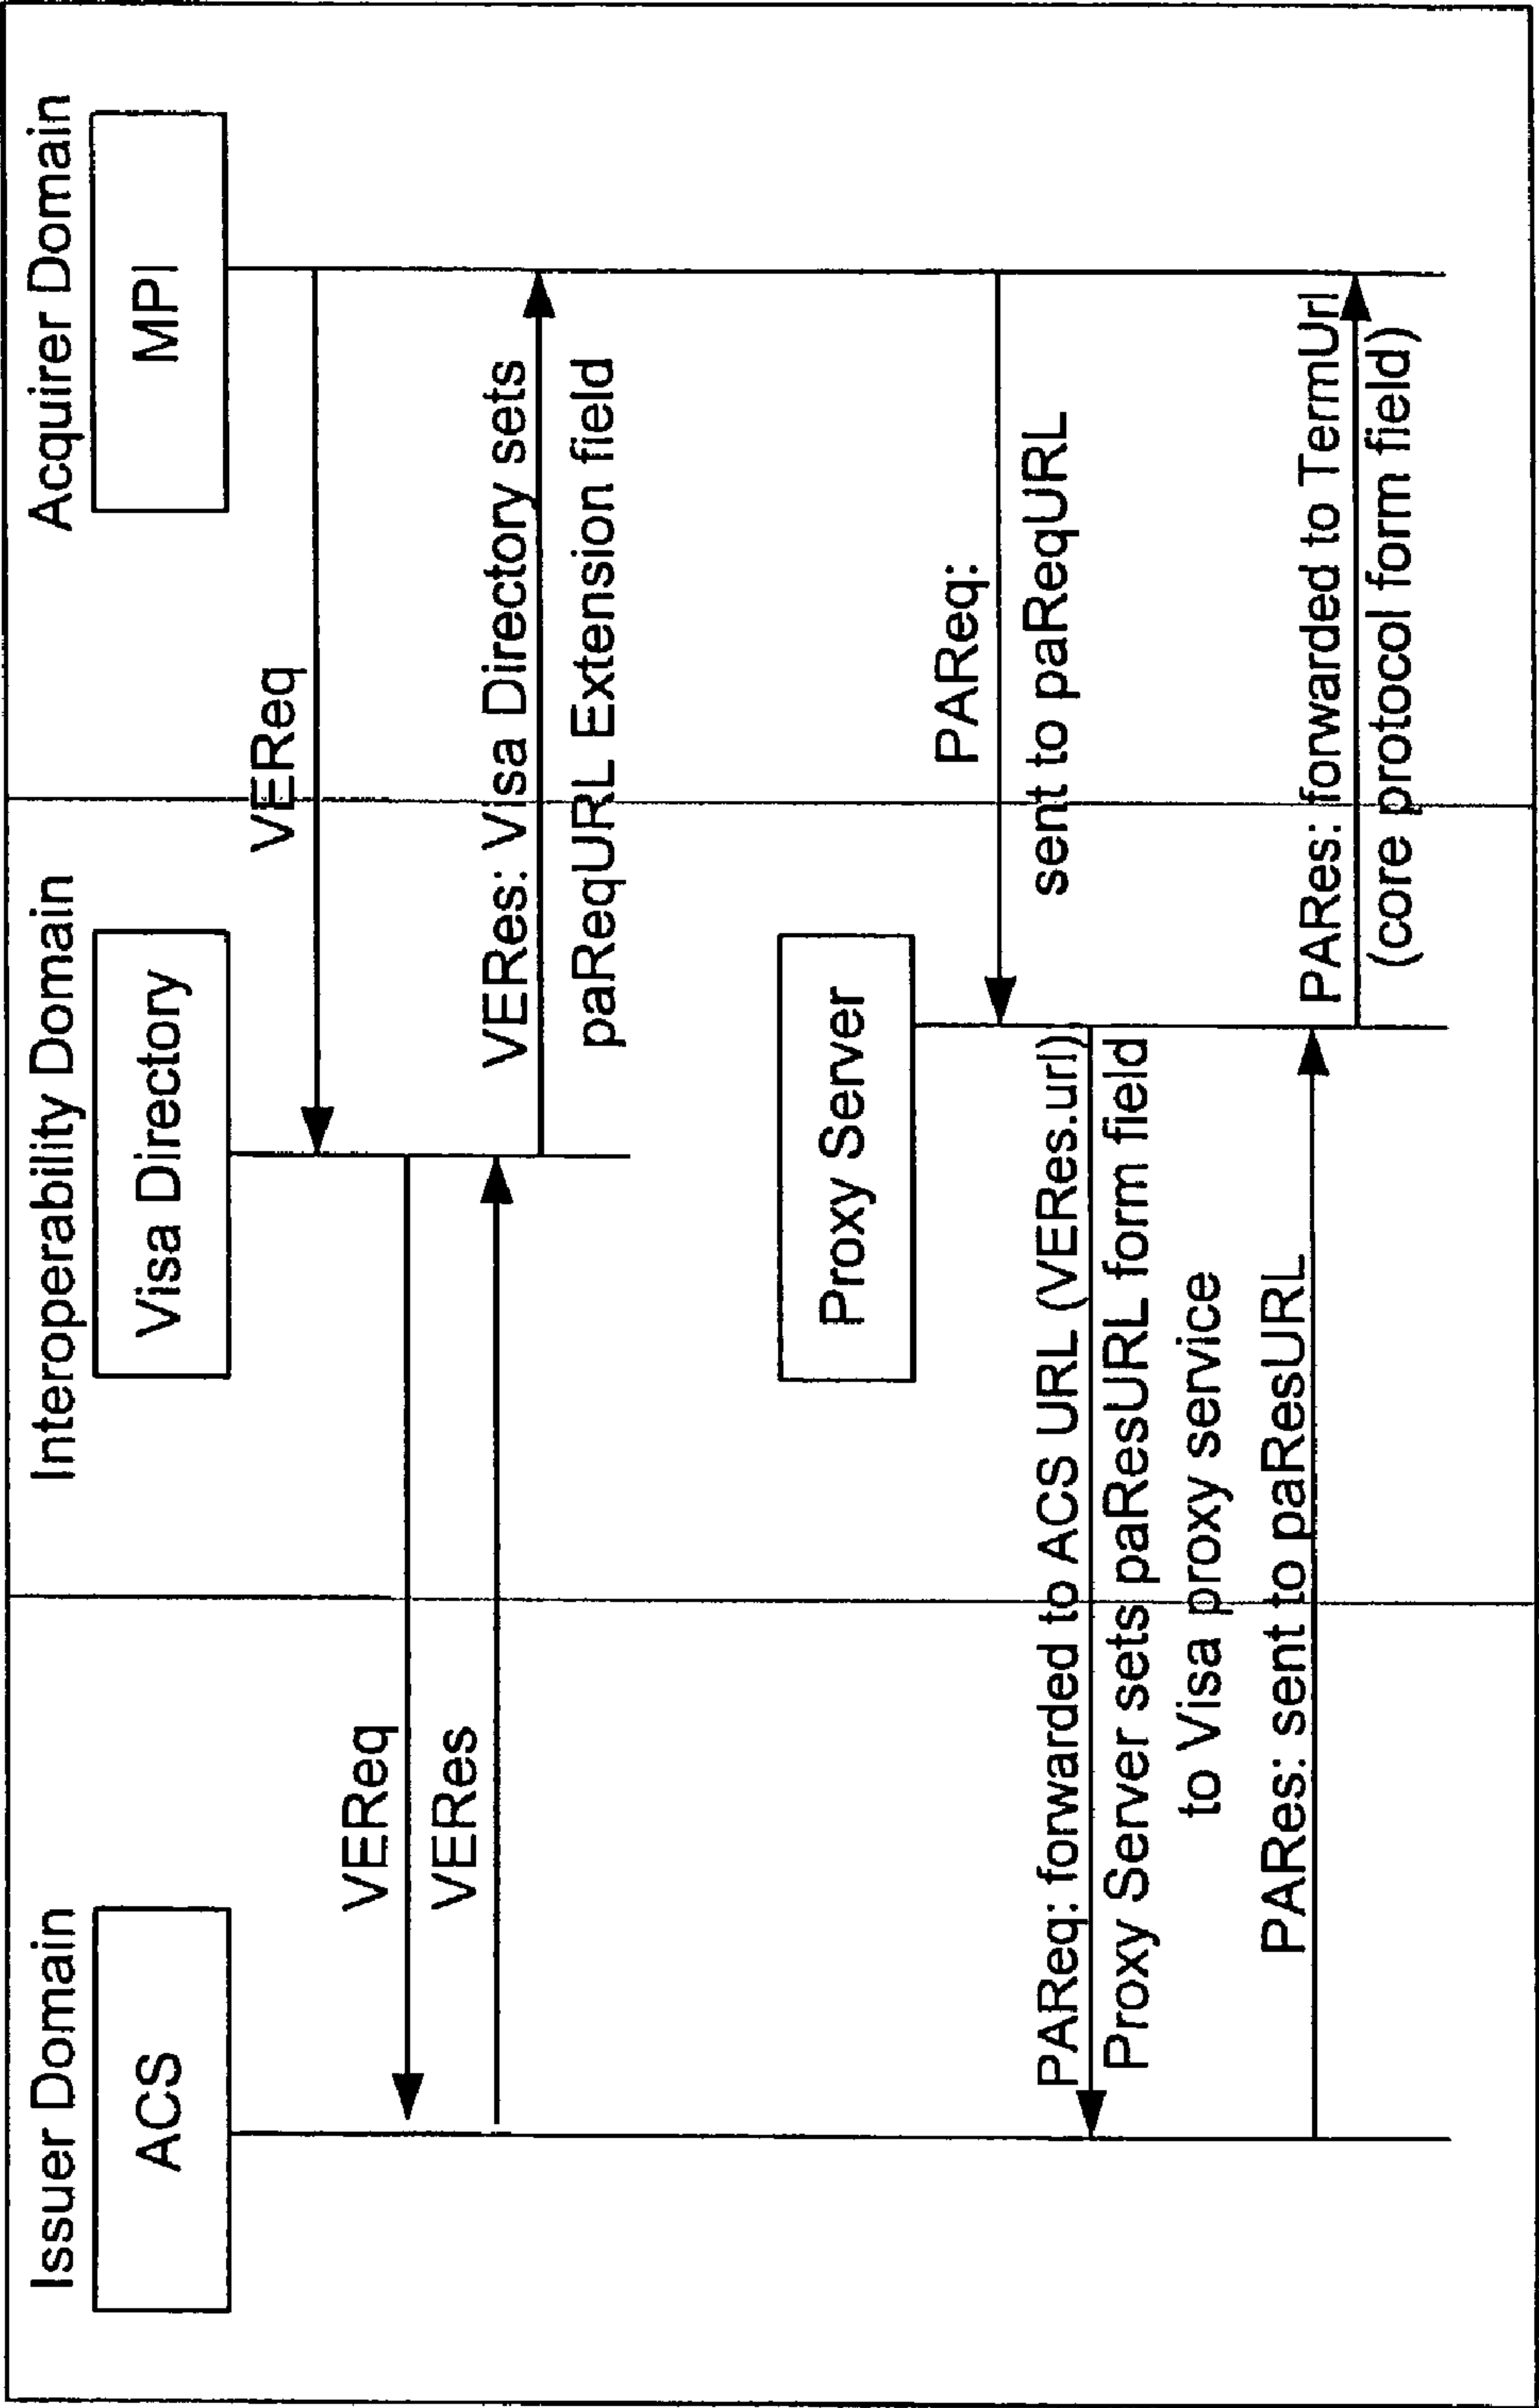 Issuer Domain
Interoperability Domain
Acquirer Domain
ACS
Visa Directory
MPI
VEReq
VEReq
VERes
VERes: Visa Directory sets
paReqURL Extension field
Proxy Server
PAReq:
sent to paReqURL
PAReq: forwarded to ACS URL (VERes.url)
Proxy Server sets paResURL form field
to Visa proxy service
PARes: sent to paResURL
PARes: forwarded to TermUrl
(core protocol form field)